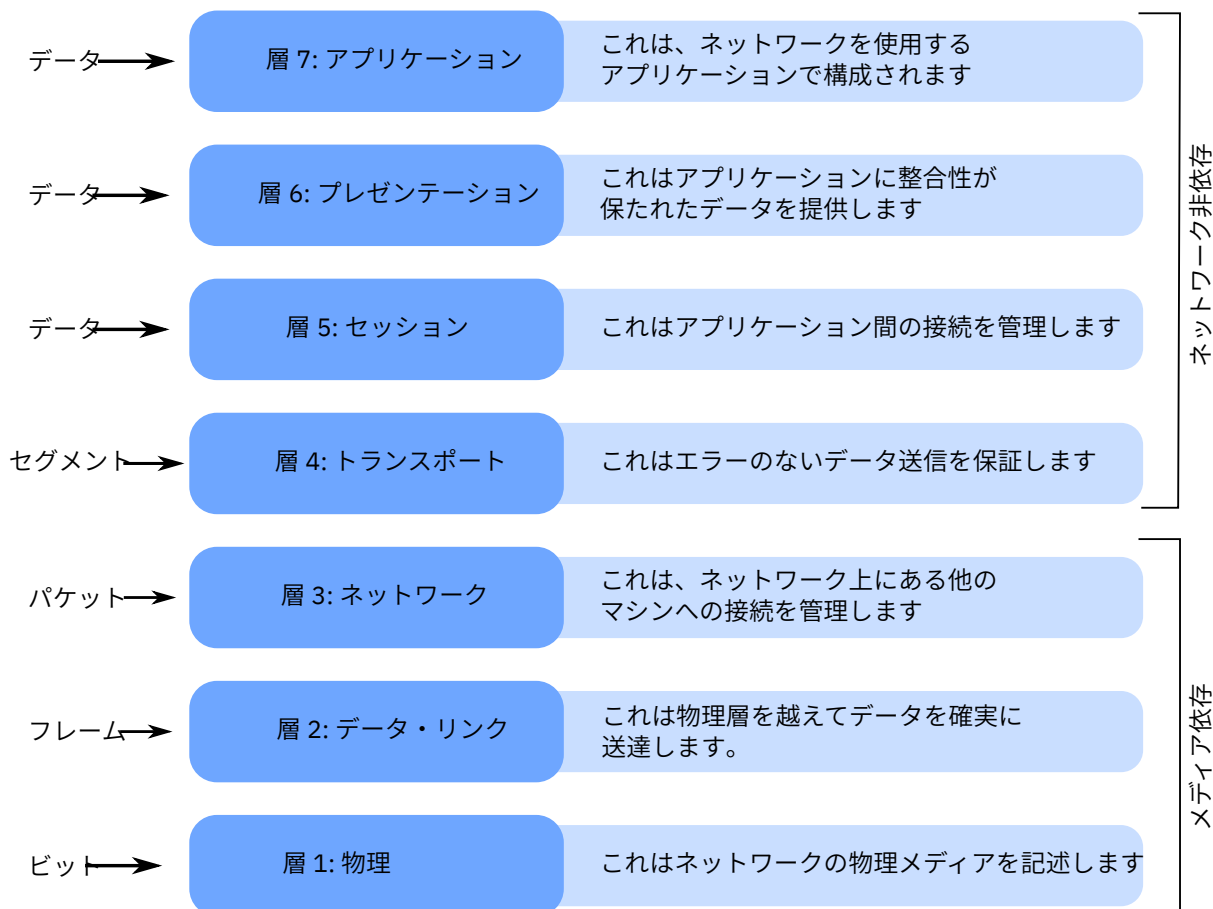 データ
層 7: アプリケーション
これは、ネットワークを使用する
アプリケーションで構成されます
データ
層 6: プレゼンテーション
これはアプリケーションに整合性が
保たれたデータを提供します
データ
層 5: セッション
これはアプリケーション間の接続を管理します
セグメント
層 4: トランスポート
これはエラーのないデータ送信を保証します
ネットワーク非依存
パケット
層 3: ネットワーク
これは、ネットワーク上にある他の
マシンへの接続を管理します
フレーム
層 2: データ・リンク
これは物理層を越えてデータを確実に
送達します。
ビット
層 1: 物理
これはネットワークの物理メディアを記述します
メディア依存